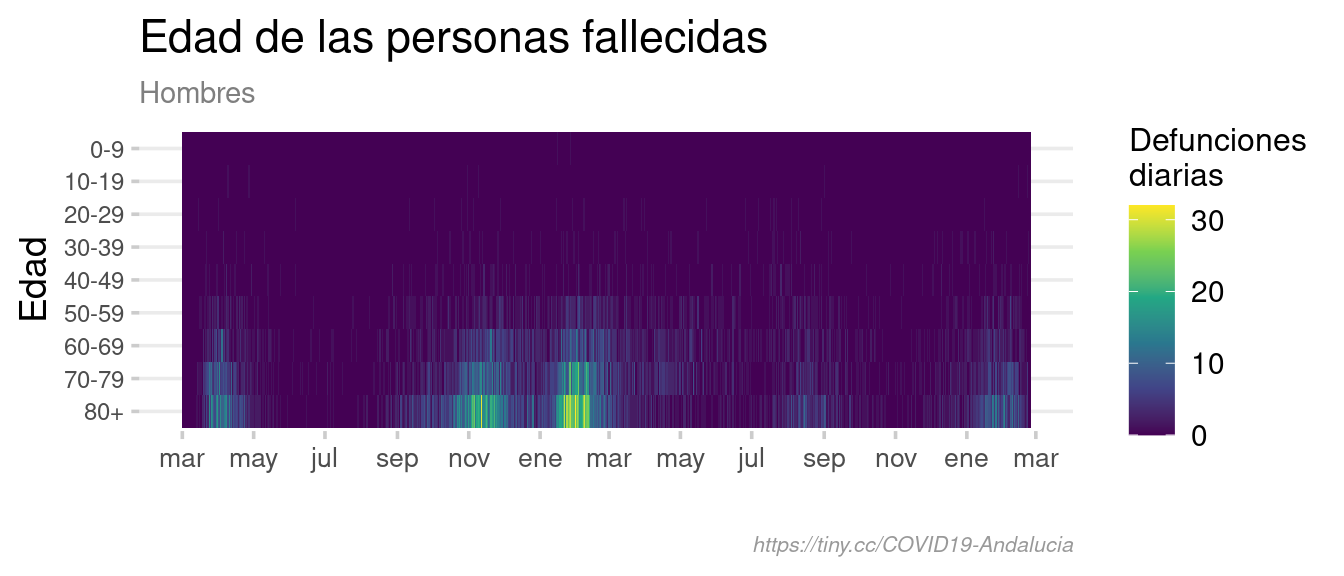 Edad de las personas fallecidas
Hombres
Defunciones
diarias
30
20
10
0
Edad
0-9
10-19
20-29
30-39
40-49
50-59
60-69
70-79
80+
mar may jul sep nov ene mar may jul sep nov ene mar
https://tiny.cc/COVID19-Andalucia